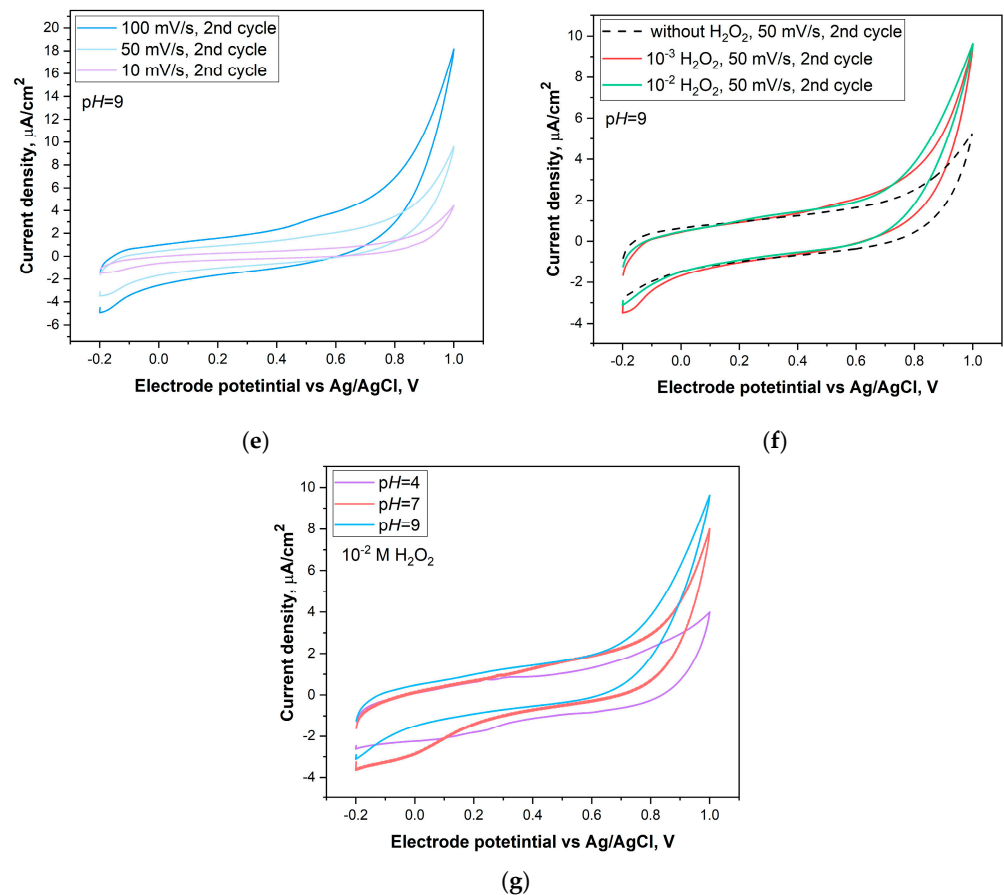 100 mV/s, 2nd cycle
50 mV/s, 2nd cycle
10 mV/s, 2nd cycle
pH=9
20
18
16
14
12
10
8
6
4
2
0
-2
-4
-6
Current density, µA/cm²
-0.2 0.0 0.2 0.4 0.6 0.8 1.0
Electrode potetintial vs Ag/AgCl, V
(e)
without H₂O₂, 50 mV/s, 2nd cycle
10⁻³ H₂O₂, 50 mV/s, 2nd cycle
10⁻² H₂O₂, 50 mV/s, 2nd cycle
pH=9
10
8
6
4
2
0
-2
-4
Current density, µA/cm²
-0.2 0.0 0.2 0.4 0.6 0.8 1.0
Electrode potetintial vs Ag/AgCl, V
(f)
pH=4
pH=7
pH=9
10⁻² M H₂O₂
10
8
6
4
2
0
-2
-4
Current density, µA/cm²
-0.2 0.0 0.2 0.4 0.6 0.8 1.0
Electrode potetintial vs Ag/AgCl, V
(g)